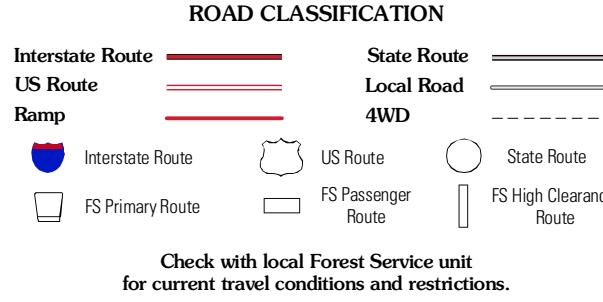 ROAD CLASSIFICATION
Interstate Route
State Route
US Route
Local Road
Ramp
4WD
Interstate Route
US Route
State Route
FS Primary Route
FS Passenger
Route
FS High Clearanc
Route
Check with local Forest Service unit
for current travel conditions and restrictions.